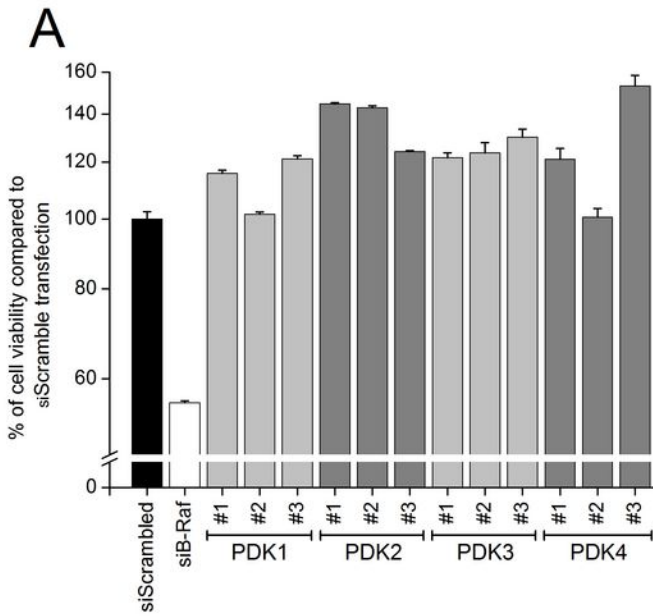 A
% of cell viability compared to
siScramble transfection
160
140
120
100
80
60
0
siScrambled
siB-Raf
#1
#2
#3
#1
#2
#3
#1
#2
#3
#1
#2
#3
PDK1
PDK2
PDK3
PDK4